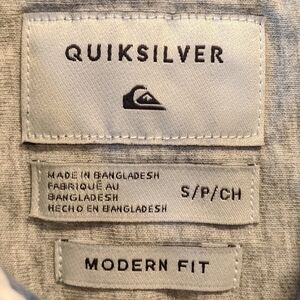 QUIKSILVER
MADE IN BANGLADESH
FABRIQUÉ AU
BANGLADESH
HECHO EN BANGLADESH
S/P/CH
MODERN FIT